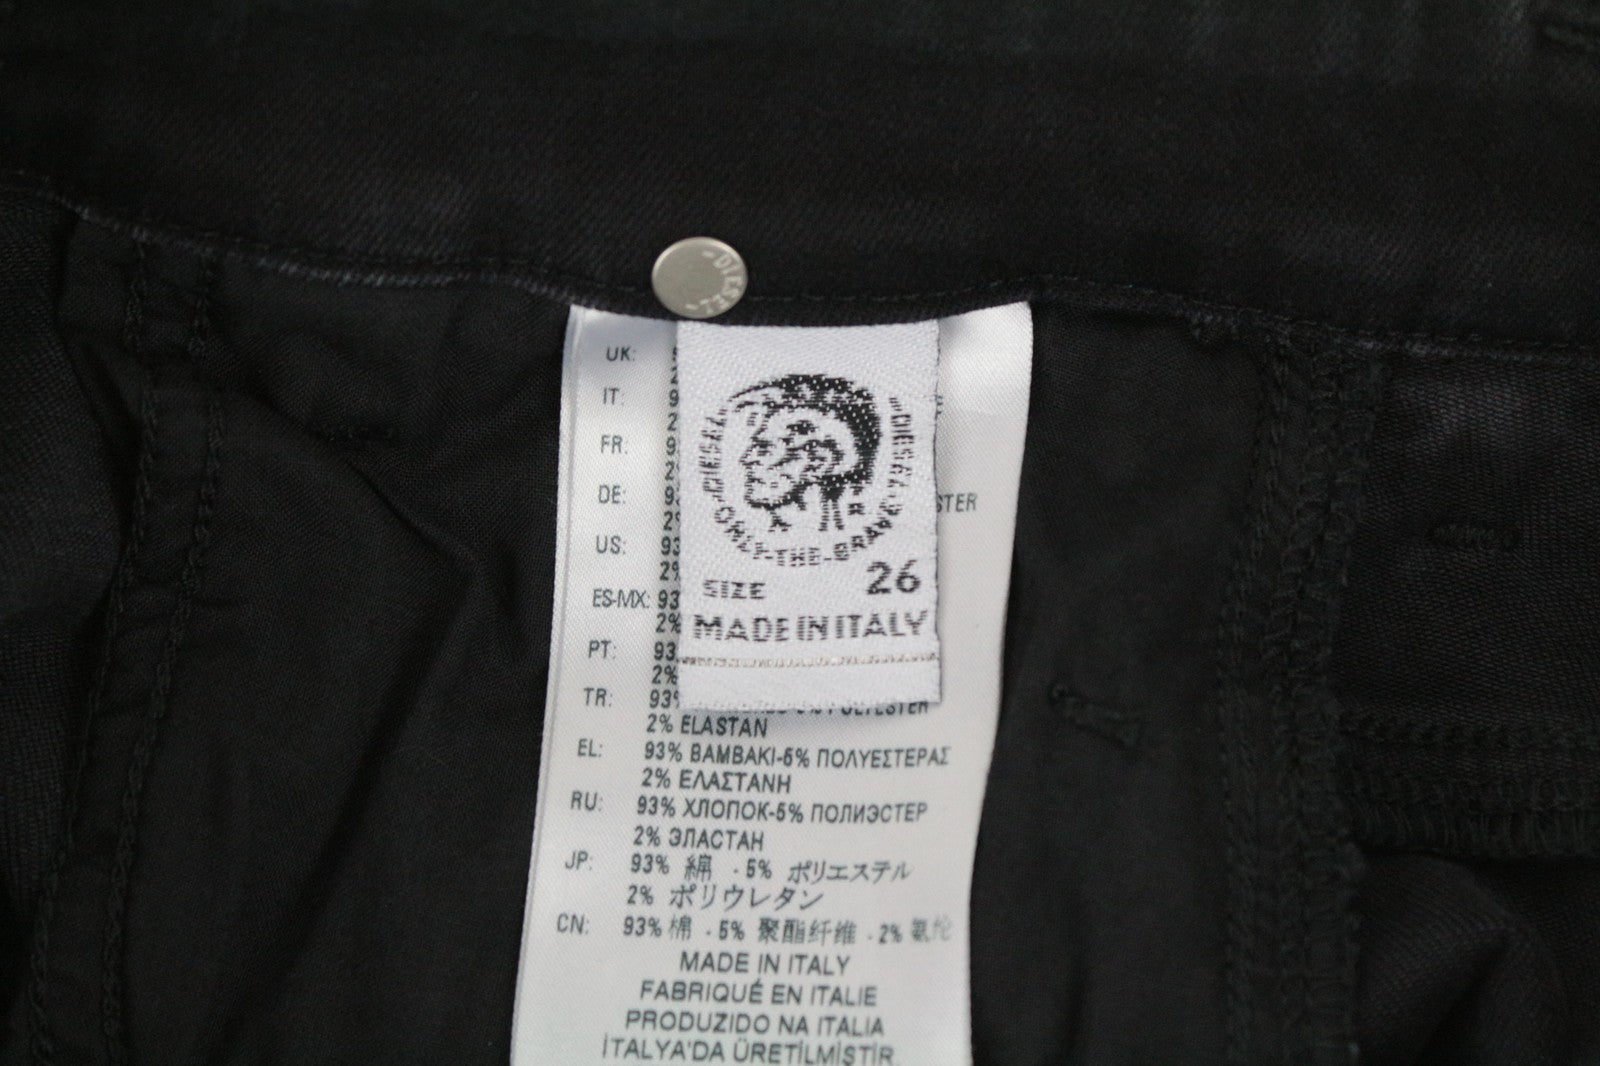 DIESEL
DIESEL
DIESEL
ONLY-THE-BRAVE
SIZE 26
MADE IN ITALY
UK:
IT:
FR:
DE: STER
US: 93
2%
ES-MX: 93
2%
PT: 93
2%
TR: 93% POLYESTER
2% ELASTAN
EL: 93% ΒΑΜΒΑΚΙ-5% ΠΟΛΥΕΣΤΕΡΑΣ
2% ΕΛΑΣΤΑΝΗ
RU: 93% ХЛОПОК-5% ПОЛИЭСТЕР
2% ЭЛАСТАН
JP: 93% 綿 - 5% ポリエステル
2% ポリウレタン
CN: 93% 棉 - 5% 聚酯纤维 - 2% 氨纶
MADE IN ITALY
FABRIQUÉ EN ITALIE
PRODUZIDO NA ITALIA
İTALYA'DA ÜRETİLMİŞTİR